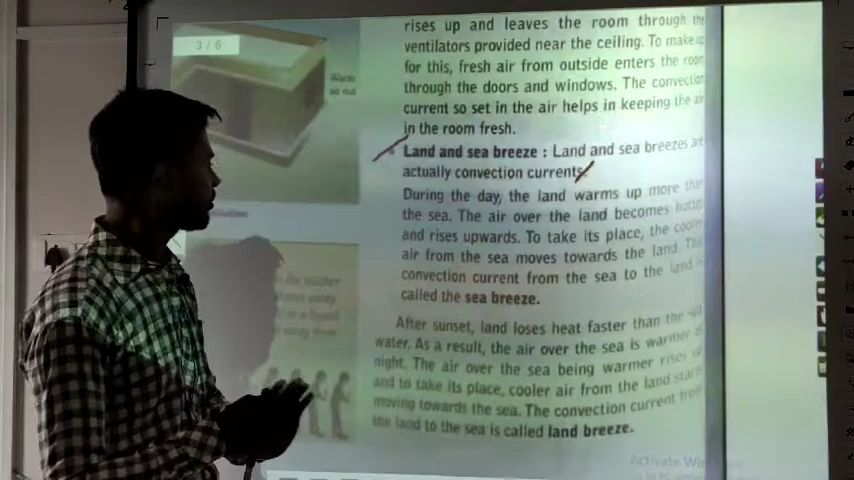 3 / 6
Warm
air out
rises up and leaves the room through the
ventilators provided near the ceiling. To make up
for this, fresh air from outside enters the room
through the doors and windows. The convection
current so set in the air helps in keeping the air
in the room fresh.
Land and sea breeze : Land and sea breezes are
actually convection currents.
During the day, the land warms up more than
the sea. The air over the land becomes hotter
and rises upwards. To take its place, the cooler
air from the sea moves towards the land. The
convection current from the sea to the land is
called the sea breeze.
After sunset, land loses heat faster than the sea
water. As a result, the air over the sea is warmer at
night. The air over the sea being warmer rises up
and to take its place, cooler air from the land starts
moving towards the sea. The convection current from
the land to the sea is called land breeze.
Activate